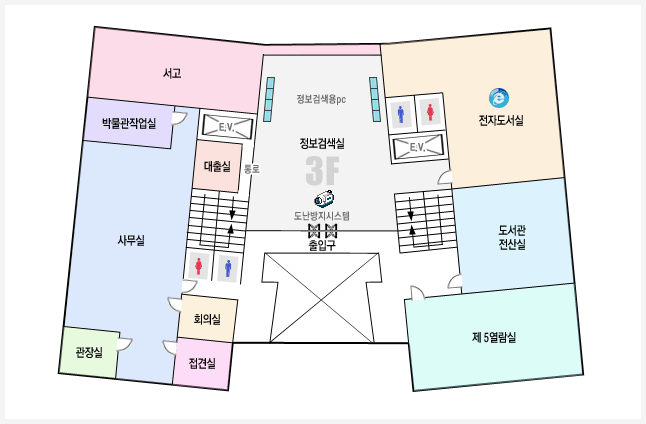 서고
정보검색용pc
박물관작업실
E.V.
정보검색실
전자도서실
E.V.
대출실
통로
3F
도난방지시스템
사무실
출입구
도서관
전산실
회의실
제 5열람실
관장실
접견실